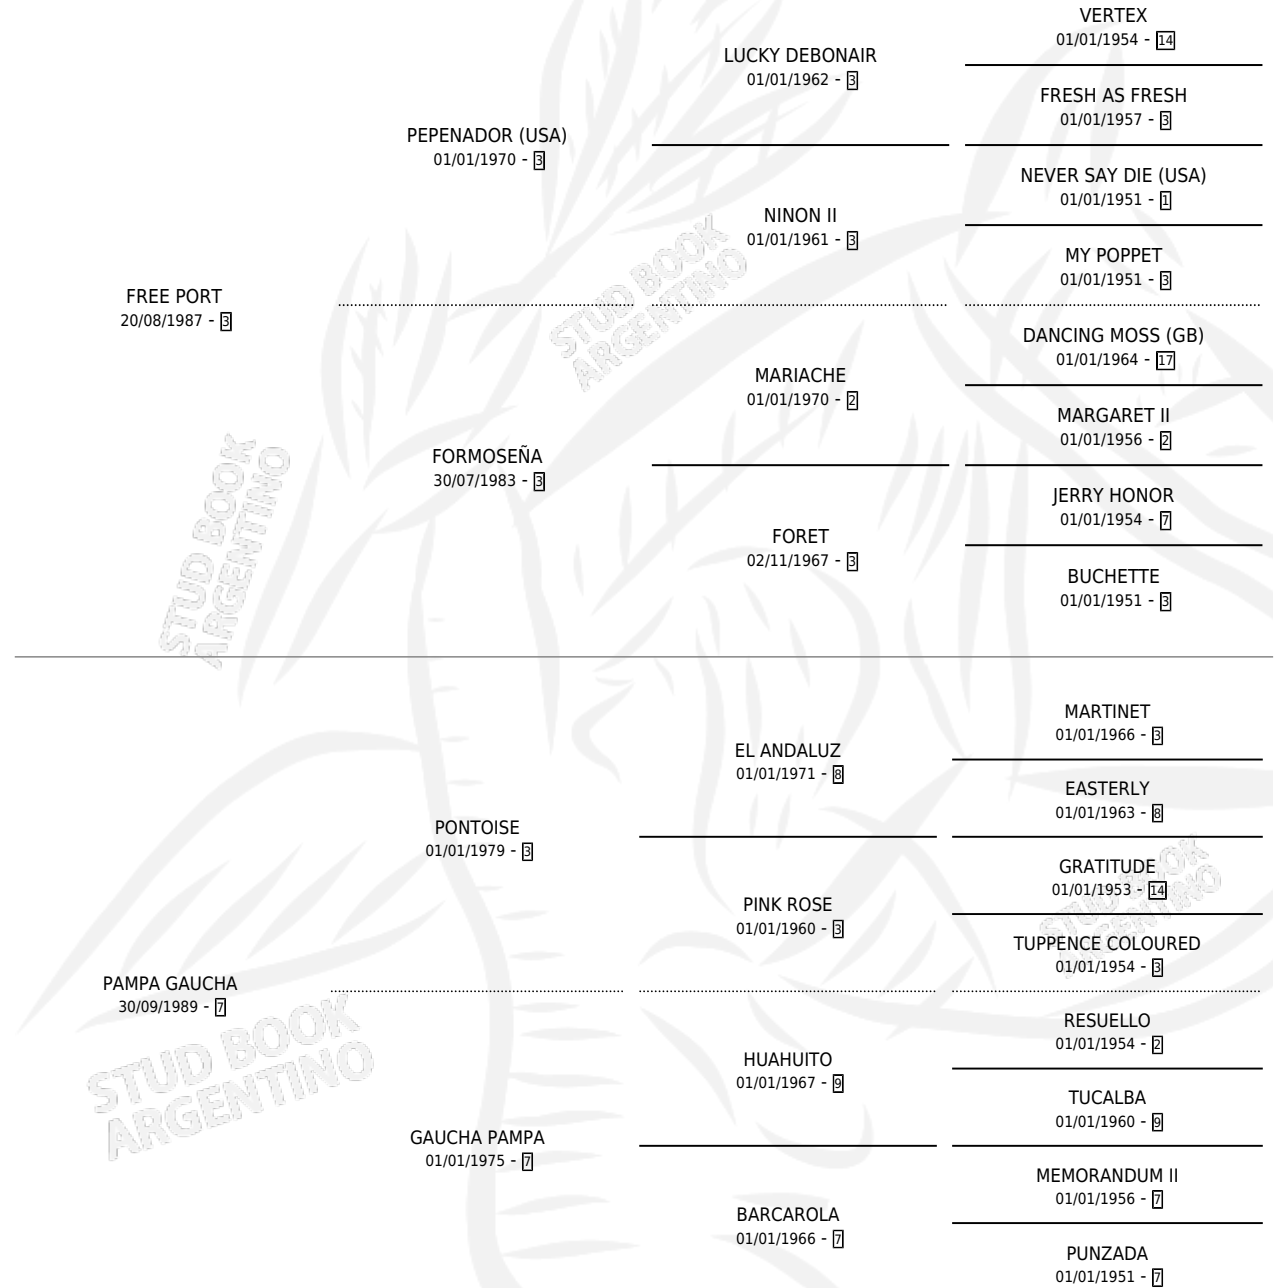 VERTEX
01/01/1954 - 14
LUCKY DEBONAIR
01/01/1962 - 3
FRESH AS FRESH
01/01/1957 - 3
PEPENADOR (USA)
01/01/1970 - 3
NEVER SAY DIE (USA)
01/01/1951 - 1
NINON II
01/01/1961 - 3
MY POPPET
01/01/1951 - 3
FREE PORT
20/08/1987 - 3
STUD BOOK
ARGENTINO
DANCING MOSS (GB)
01/01/1964 - 17
MARIACHE
01/01/1970 - 2
MARGARET II
01/01/1956 - 2
FORMOSEÑA
30/07/1983 - 3
JERRY HONOR
01/01/1954 - 7
FORET
02/11/1967 - 3
BUCHETTE
01/01/1951 - 3
STUD BOOK
ARGENTINO
MARTINET
01/01/1966 - 3
EL ANDALUZ
01/01/1971 - 8
EASTERLY
01/01/1963 - 8
PONTOISE
01/01/1979 - 3
GRATITUDE
01/01/1953 - 14
PINK ROSE
01/01/1960 - 3
TUPPENCE COLOURED
01/01/1954 - 3
STUD BOOK
ARGENTINO
PAMPA GAUCHA
30/09/1989 - 7
RESUELLO
01/01/1954 - 2
HUAHUITO
01/01/1967 - 9
TUCALBA
01/01/1960 - 9
STUD BOOK
ARGENTINO
GAUCHA PAMPA
01/01/1975 - 7
MEMORANDUM II
01/01/1956 - 7
BARCAROLA
01/01/1966 - 7
PUNZADA
01/01/1951 - 7